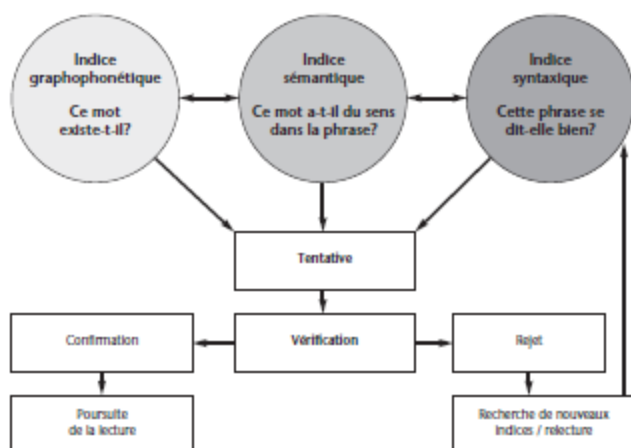 Indice
graphophonétique
Ce mot
existe-t-il?
Indice
sémantique
Ce mot a-t-il du sens
dans la phrase?
Indice
syntaxique
Cette phrase se
dit-elle bien?
Tentative
Confirmation
Vérification
Rejet
Poursuite
de la lecture
Recherche de nouveaux
indices / relecture